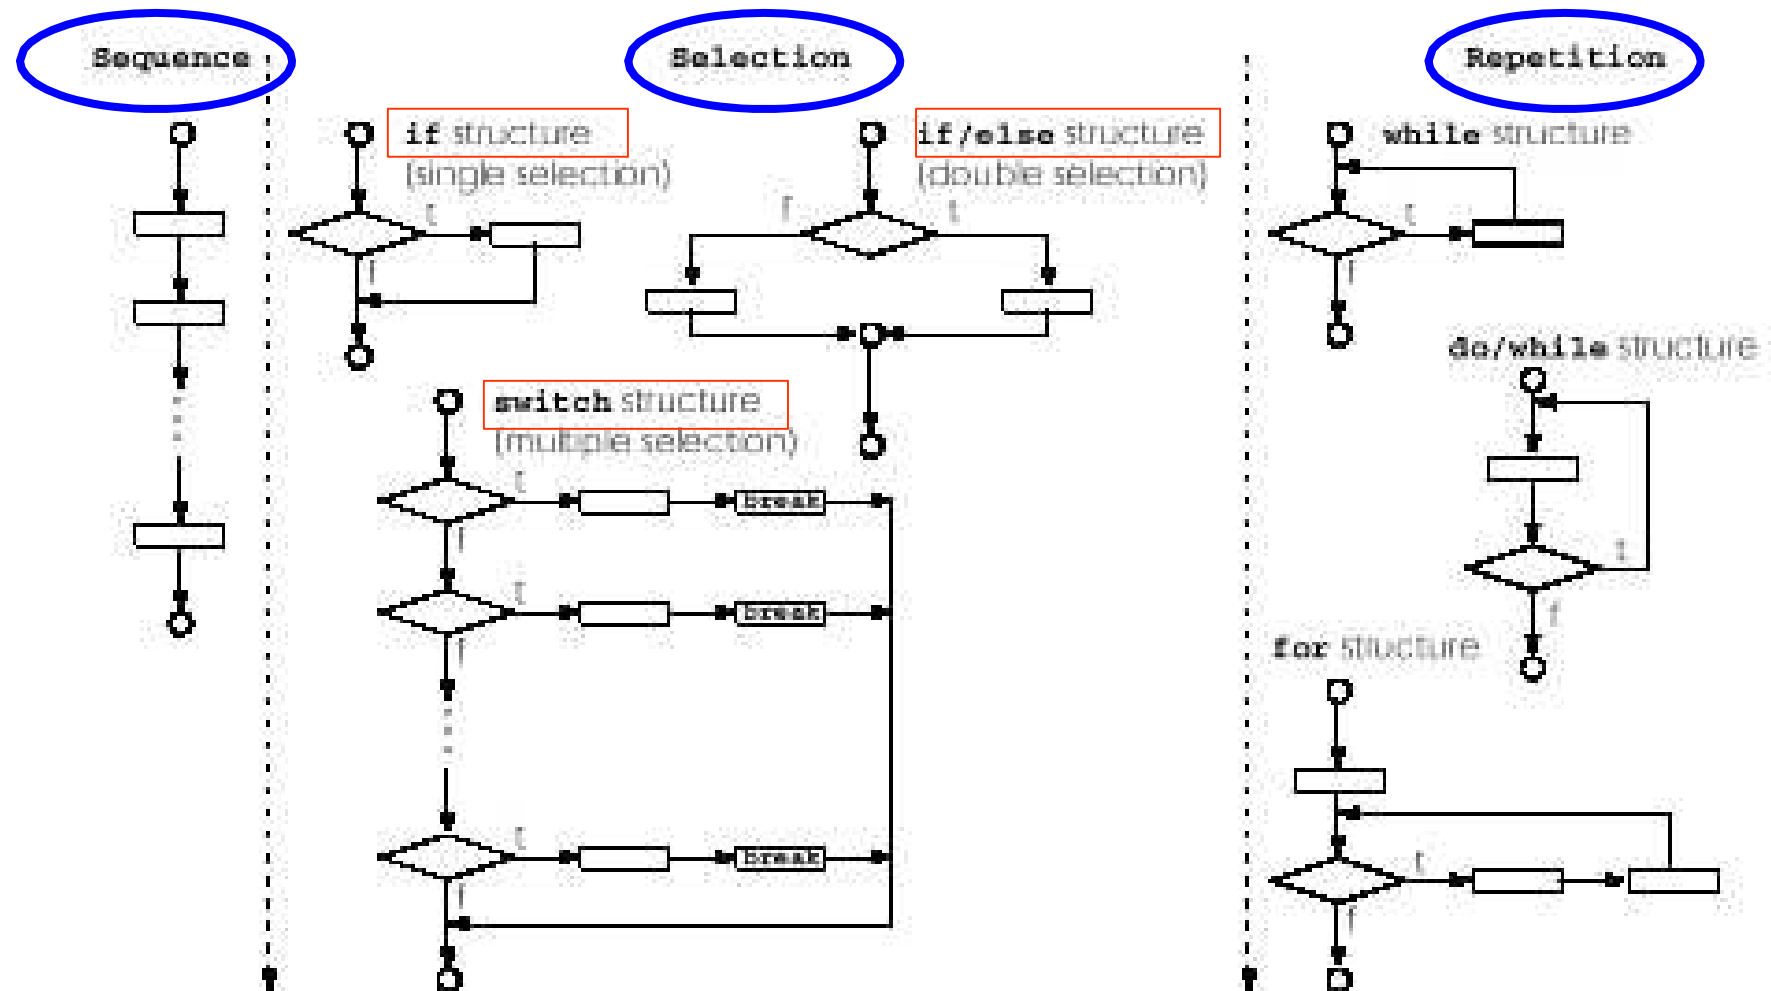 Sequence
Selection
Repetition
if structure
(single selection)
t
f
if/else structure
(double selection)
f
t
switch structure
(multiple selection)
t
break
f
t
break
f
t
break
f
while structure
t
f
do/while structure
t
f
for structure
t
f